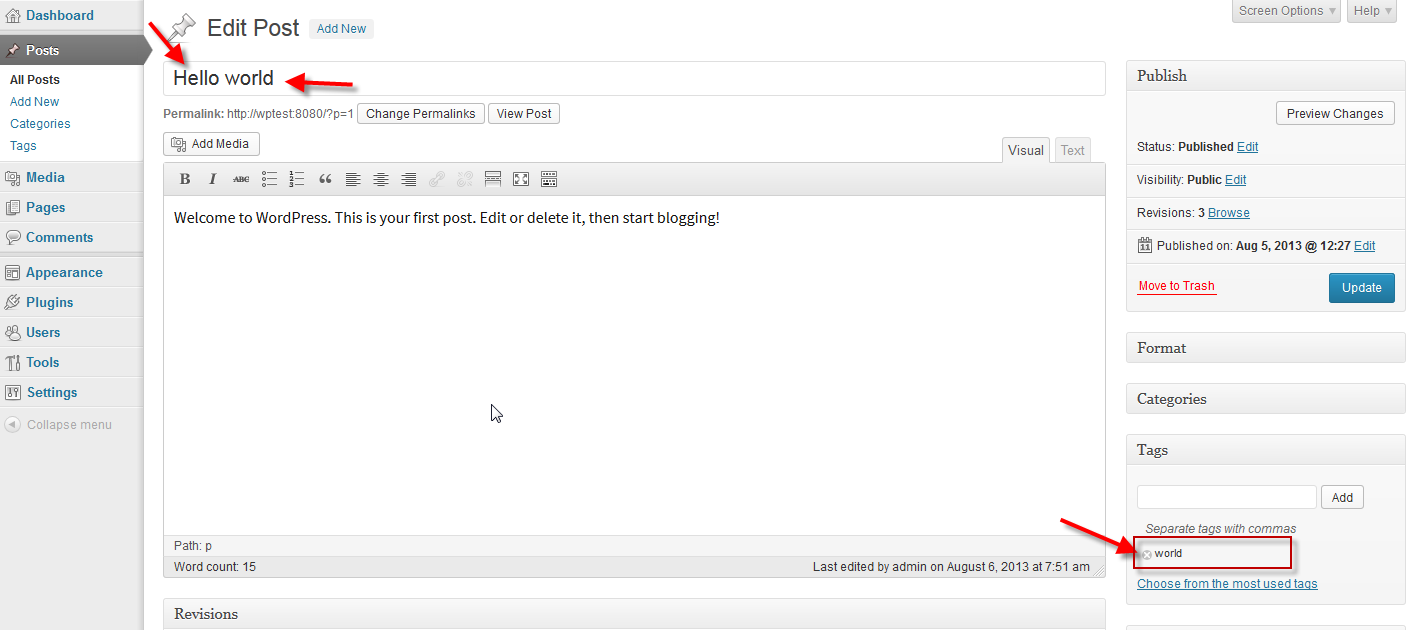 Dashboard
Posts
All Posts
Add New
Categories
Tags
Media
Pages
Comments
Appearance
Plugins
Users
Tools
Settings
Collapse menu
Screen Options Help
Edit Post Add New
Hello world
Permalink: http://wptest:8080/?p=1 Change Permalinks View Post
Add Media
Visual Text
B I ABC
Welcome to WordPress. This is your first post. Edit or delete it, then start blogging!
Path: p
Word count: 15 Last edited by admin on August 6, 2013 at 7:51 am
Revisions
Publish
Preview Changes
Status: Published Edit
Visibility: Public Edit
Revisions: 3 Browse
11 Published on: Aug 5, 2013 @ 12:27 Edit
Move to Trash Update
Format
Categories
Tags
Add
Separate tags with commas
world
Choose from the most used tags